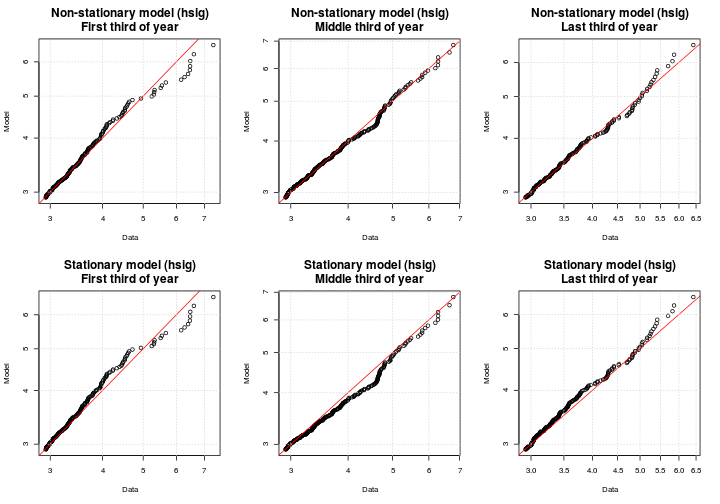 Non-stationary model (hsig)
First third of year
Model
3 4 5 6
3 4 5 6 7
Data
Non-stationary model (hsig)
Middle third of year
Model
3 4 5 6 7
3 4 5 6 7
Data
Non-stationary model (hsig)
Last third of year
Model
3 4 5 6
3.0 3.5 4.0 4.5 5.0 5.5 6.0 6.5
Data
Stationary model (hsig)
First third of year
Model
3 4 5 6
3 4 5 6 7
Data
Stationary model (hsig)
Middle third of year
Model
3 4 5 6 7
3 4 5 6 7
Data
Stationary model (hsig)
Last third of year
Model
3 4 5 6
3.0 3.5 4.0 4.5 5.0 5.5 6.0 6.5
Data